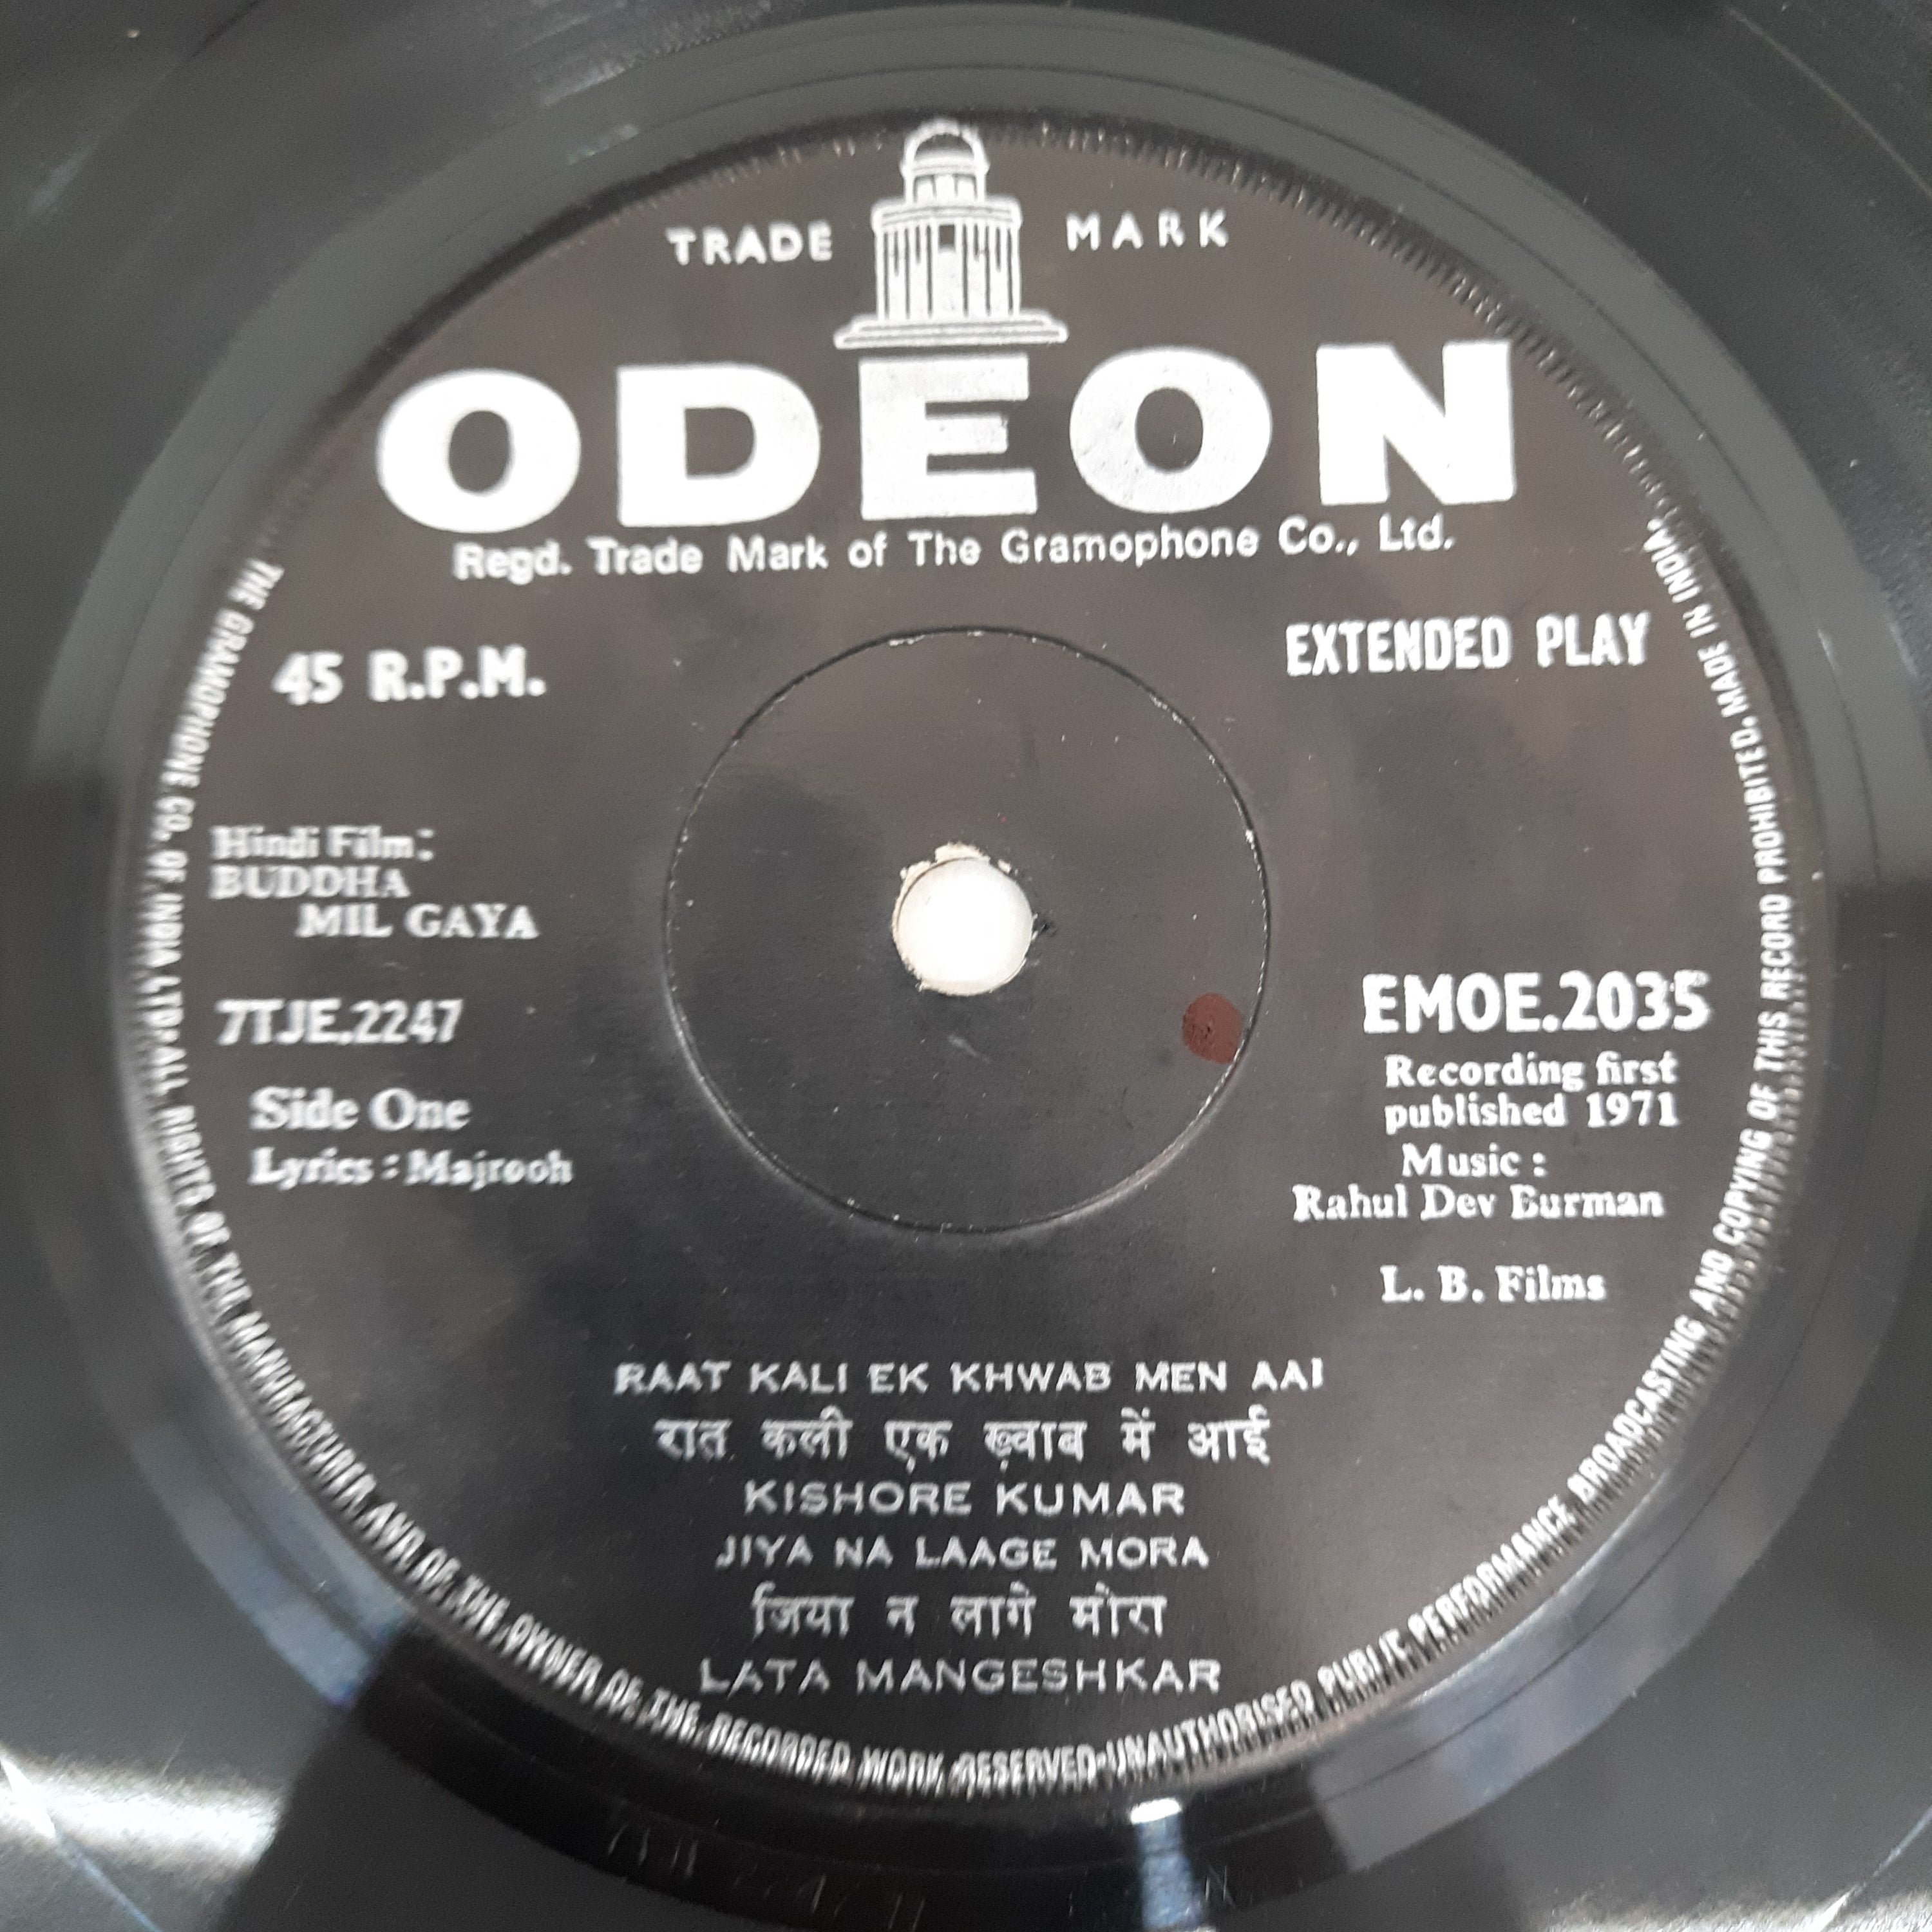 TRADE MARK
ODEON
Regd. Trade Mark of The Gramophone Co., Ltd.
45 R.P.M.
EXTENDED PLAY
Hindi Film:
BUDDHA
MIL GAYA
7TJE.2247
Side One
Lyrics : Majrooh
EMOE.2035
Recording first
published 1971
Music :
Rahul Dev Burman
L. B. Films
RAAT KALI EK KHWAB MEN AAI
रात कली एक ख़्वाब में आई
KISHORE KUMAR
JIYA NA LAAGE MORA
जिया न लागे मोरा
LATA MANGESHKAR
THE GRAMOPHONE CO. OF INDIA LTD. ALL RIGHTS OF THE MANUFACTURER AND OF THE OWNER OF THE RECORDED WORK RESERVED-UNAUTHORISED PUBLIC PERFORMANCE BROADCASTING AND COPYING OF THIS RECORD PROHIBITED. MADE IN INDIA